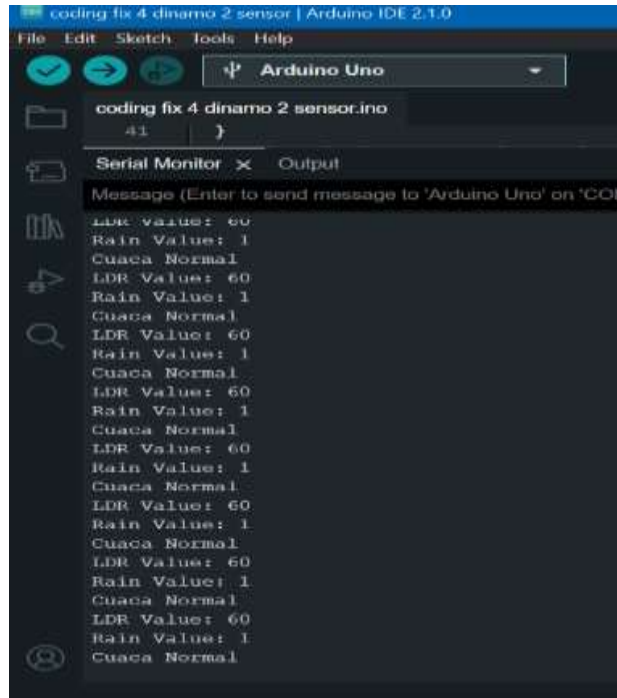 coding fix 4 dinamo 2 sensor | Arduino IDE 2.1.0
File Edit Sketch Tools Help
Arduino Uno
coding fix 4 dinamo 2 sensor.ino
41 }
Serial Monitor × Output
Message (Enter to send message to 'Arduino Uno' on 'CO
LDR Value: 60
Rain Value: 1
Cuaca Normal
LDR Value: 60
Rain Value: 1
Cuaca Normal
LDR Value: 60
Rain Value: 1
Cuaca Normal
LDR Value: 60
Rain Value: 1
Cuaca Normal
LDR Value: 60
Rain Value: 1
Cuaca Normal
LDR Value: 60
Rain Value: 1
Cuaca Normal
LDR Value: 60
Rain Value: 1
Cuaca Normal
LDR Value: 60
Rain Value: 1
Cuaca Normal